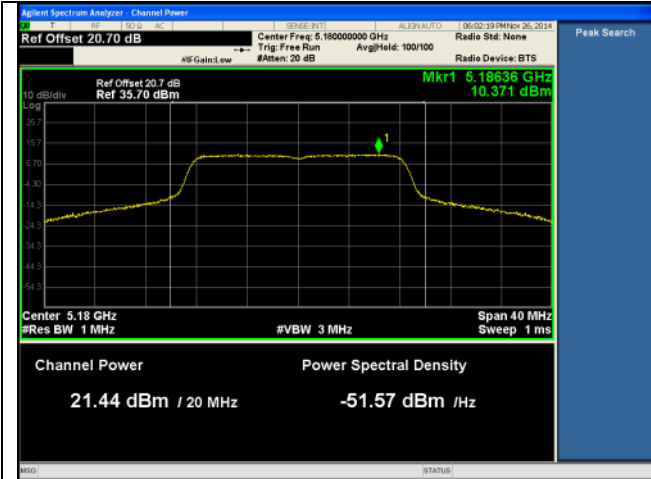 Agilent Spectrum Analyzer - Channel Power
T RF 50 Ω AC SENSE:INT ALIGN AUTO 06:02:19 PM Nov 26, 2014
Ref Offset 20.70 dB Center Freq: 5.180000000 GHz Radio Std: None Peak Search
Trig: Free Run Avg|Hold: 100/100
#IFGain:Low #Atten: 20 dB Radio Device: BTS
Ref Offset 20.7 dB Mkr1 5.18636 GHz
10 dB/div Ref 35.70 dBm 10.371 dBm
Log
25.7
15.7
1
5.70
-4.30
-14.3
-24.3
-34.3
-44.3
-54.3
Center 5.18 GHz Span 40 MHz
#Res BW 1 MHz #VBW 3 MHz Sweep 1 ms
Channel Power Power Spectral Density
21.44 dBm / 20 MHz -51.57 dBm /Hz
MSG STATUS